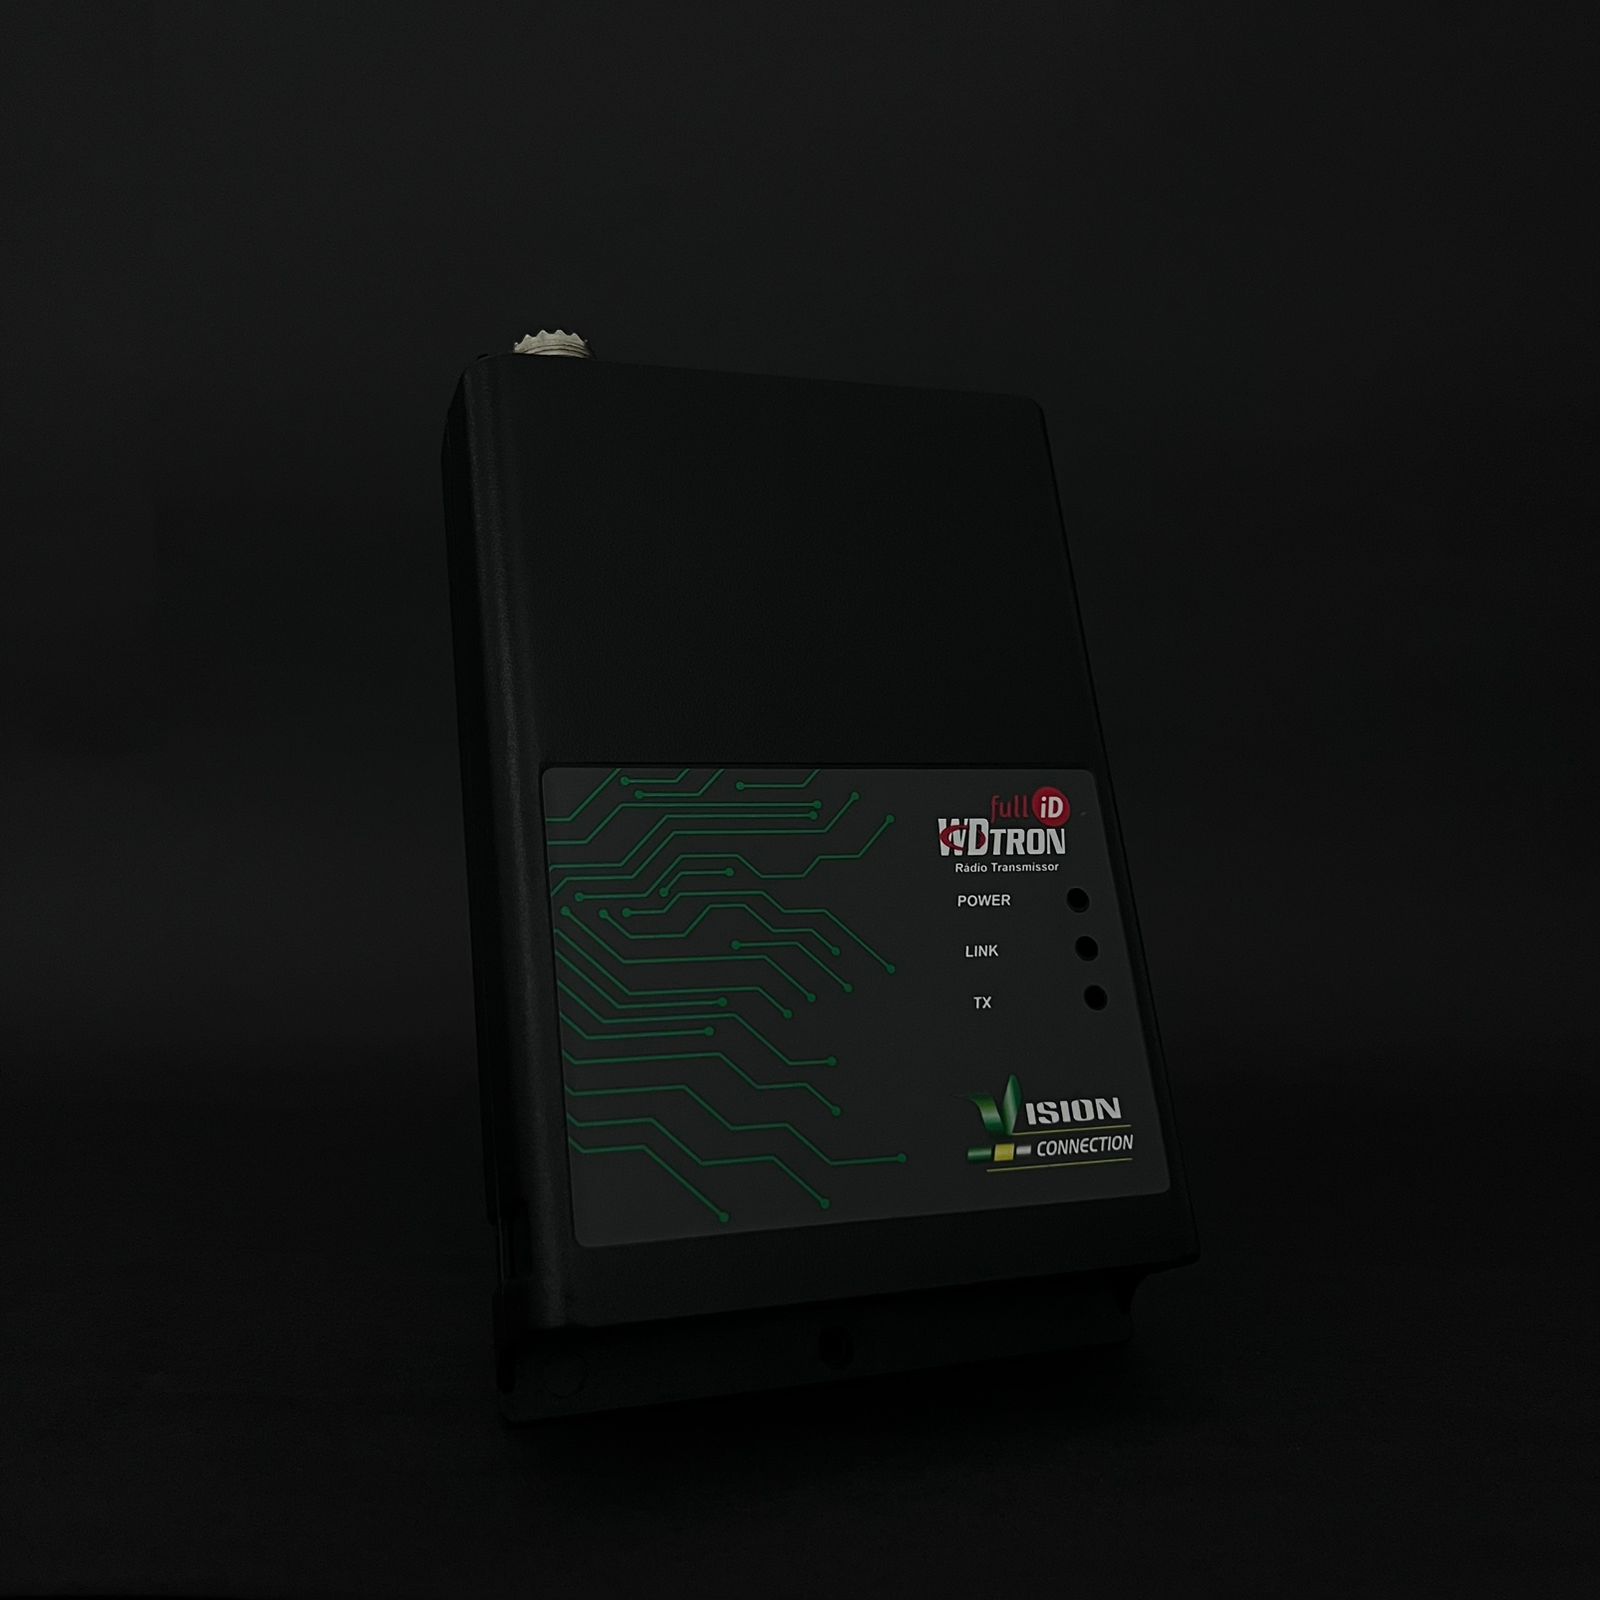 full iD
WDTRON
Rádio Transmissor
POWER
LINK
TX
VISION
CONNECTION